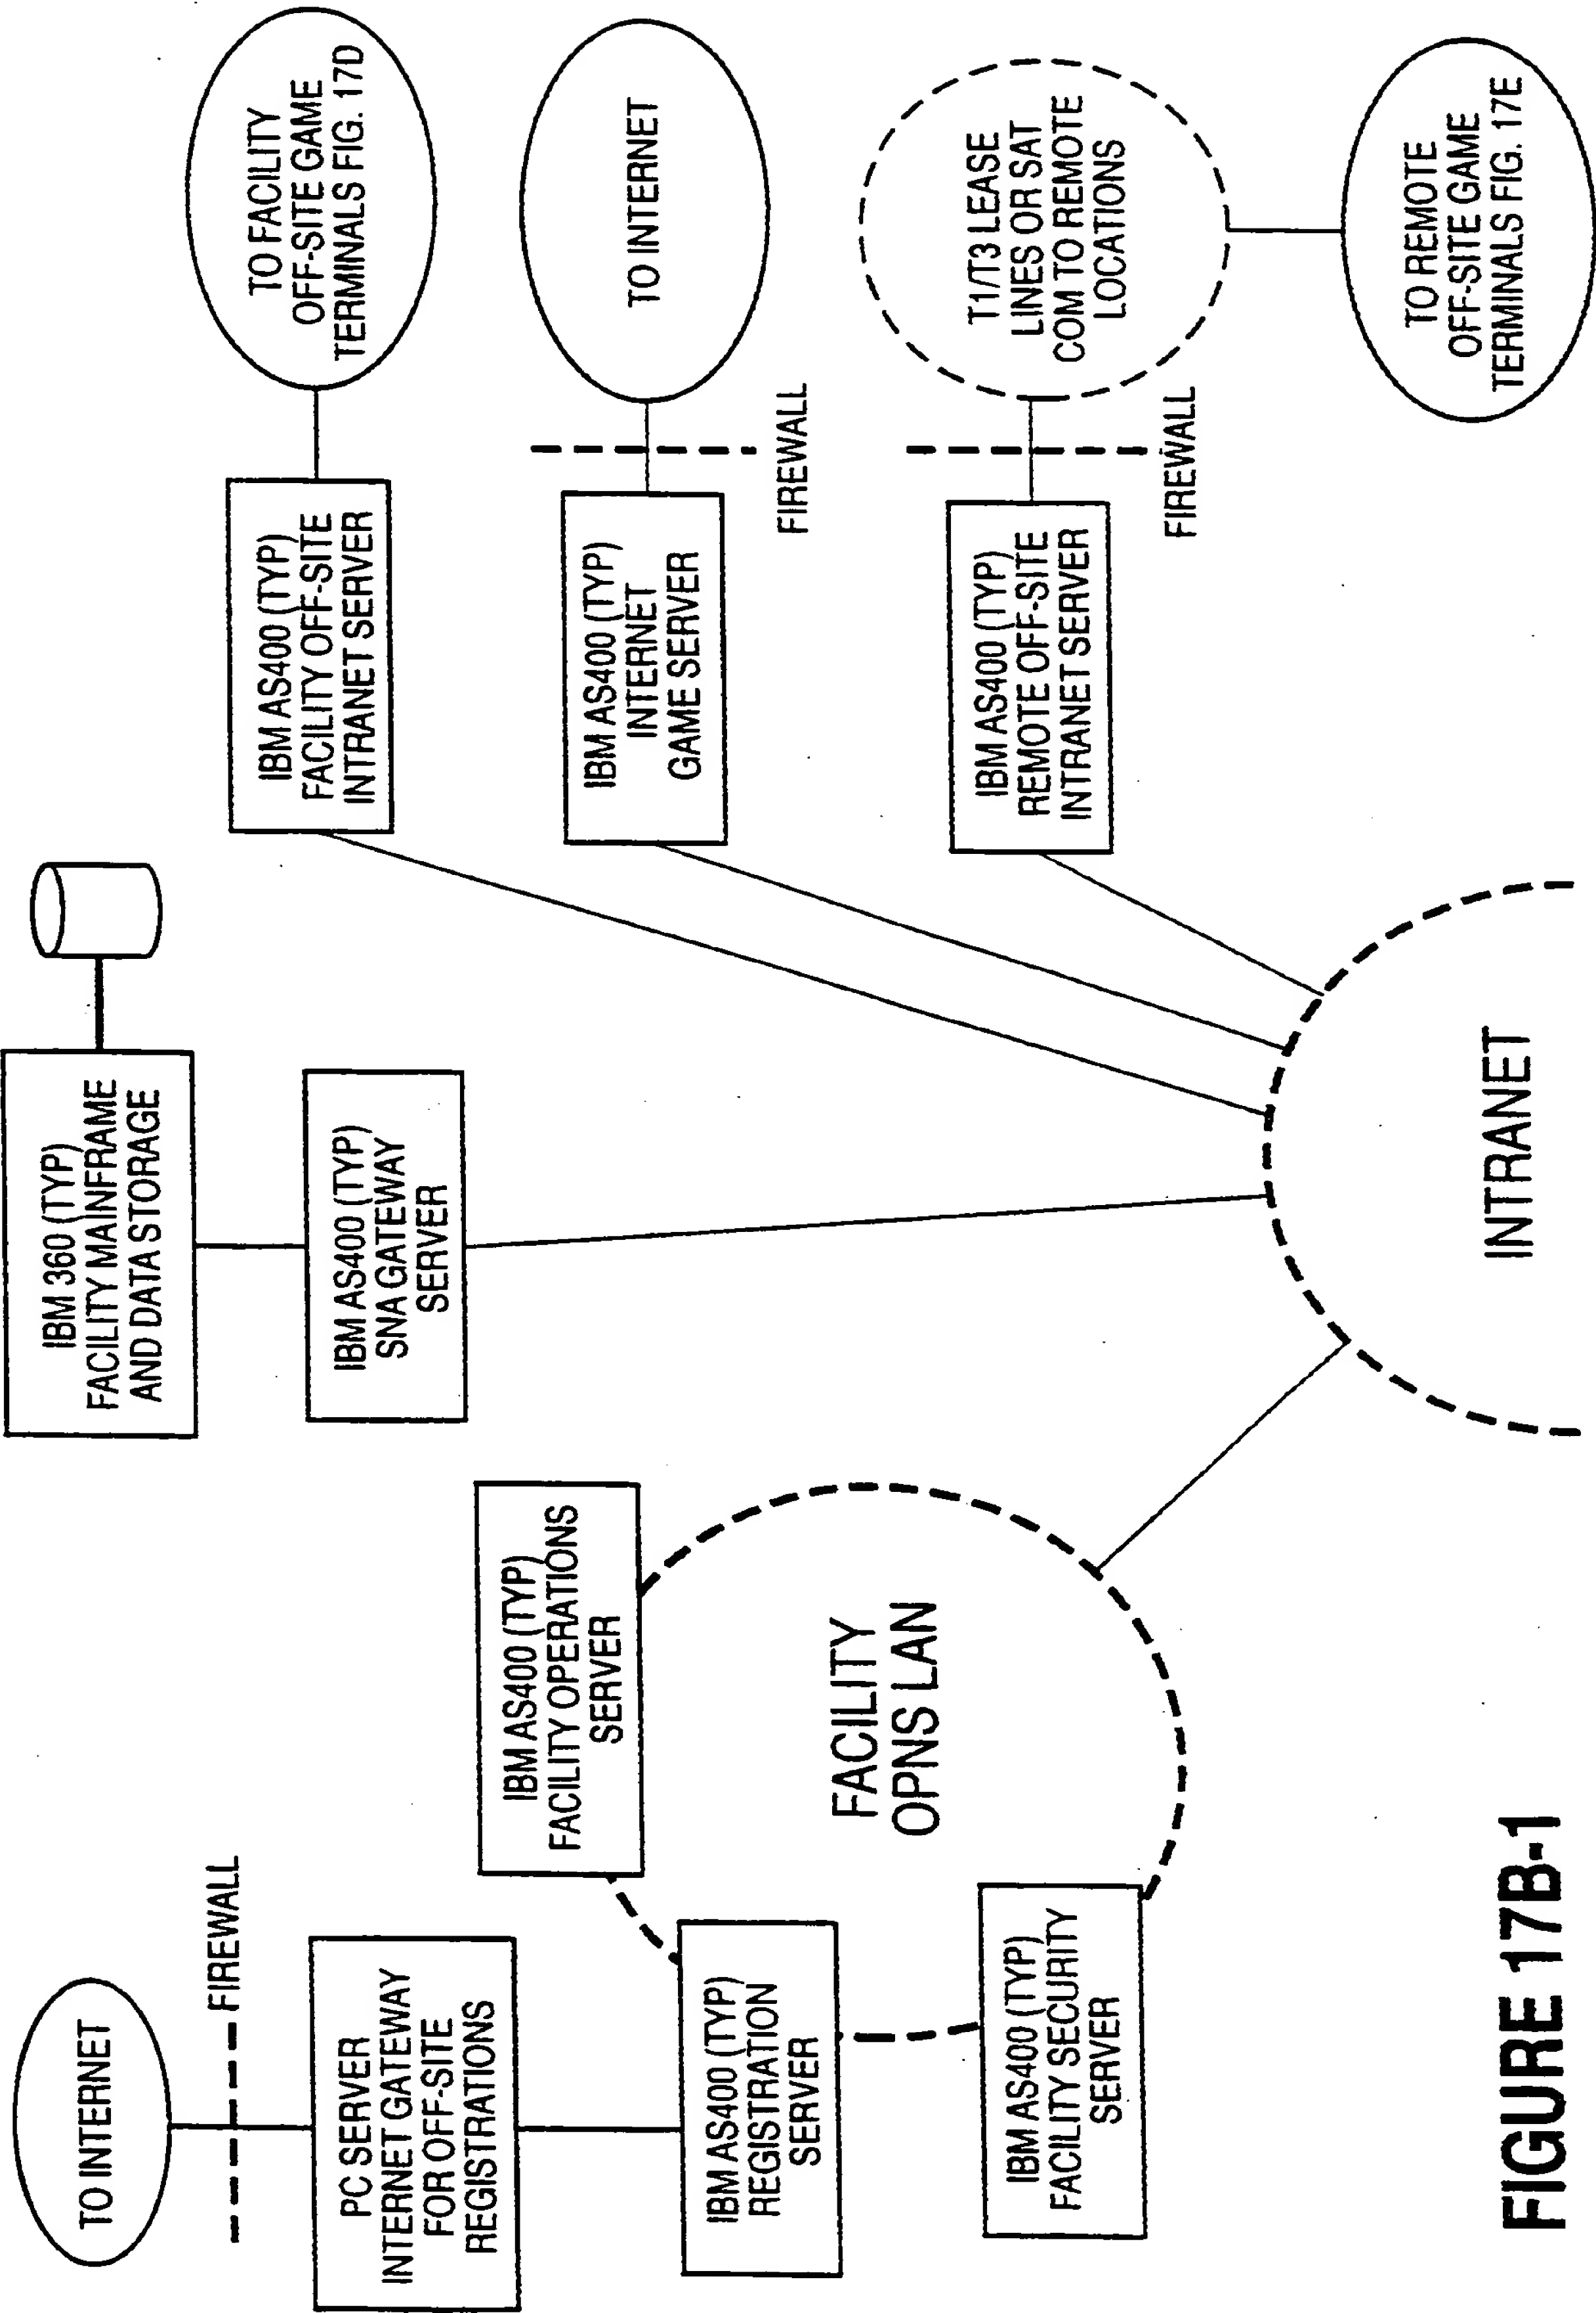 TO INTERNET
FIREWALL
PC SERVER
INTERNET GATEWAY
FOR OFF-SITE
REGISTRATIONS
IBM AS400 (TYP)
REGISTRATION
SERVER
IBM AS400 (TYP)
FACILITY SECURITY
SERVER
IBM AS400 (TYP)
FACILITY OPERATIONS
SERVER
FACILITY
OPNS LAN
IBM 360 (TYP)
FACILITY MAINFRAME
AND DATA STORAGE
IBM AS400 (TYP)
SNA GATEWAY
SERVER
INTRANET
IBM AS400 (TYP)
FACILITY OFF-SITE
INTRANET SERVER
TO FACILITY
OFF-SITE GAME
TERMINALS FIG. 17D
IBM AS400 (TYP)
INTERNET
GAME SERVER
FIREWALL
TO INTERNET
IBM AS400 (TYP)
REMOTE OFF-SITE
INTRANET SERVER
FIREWALL
T1/T3 LEASE
LINES OR SAT
COM TO REMOTE
LOCATIONS
TO REMOTE
OFF-SITE GAME
TERMINALS FIG. 17E
FIGURE 17B-1